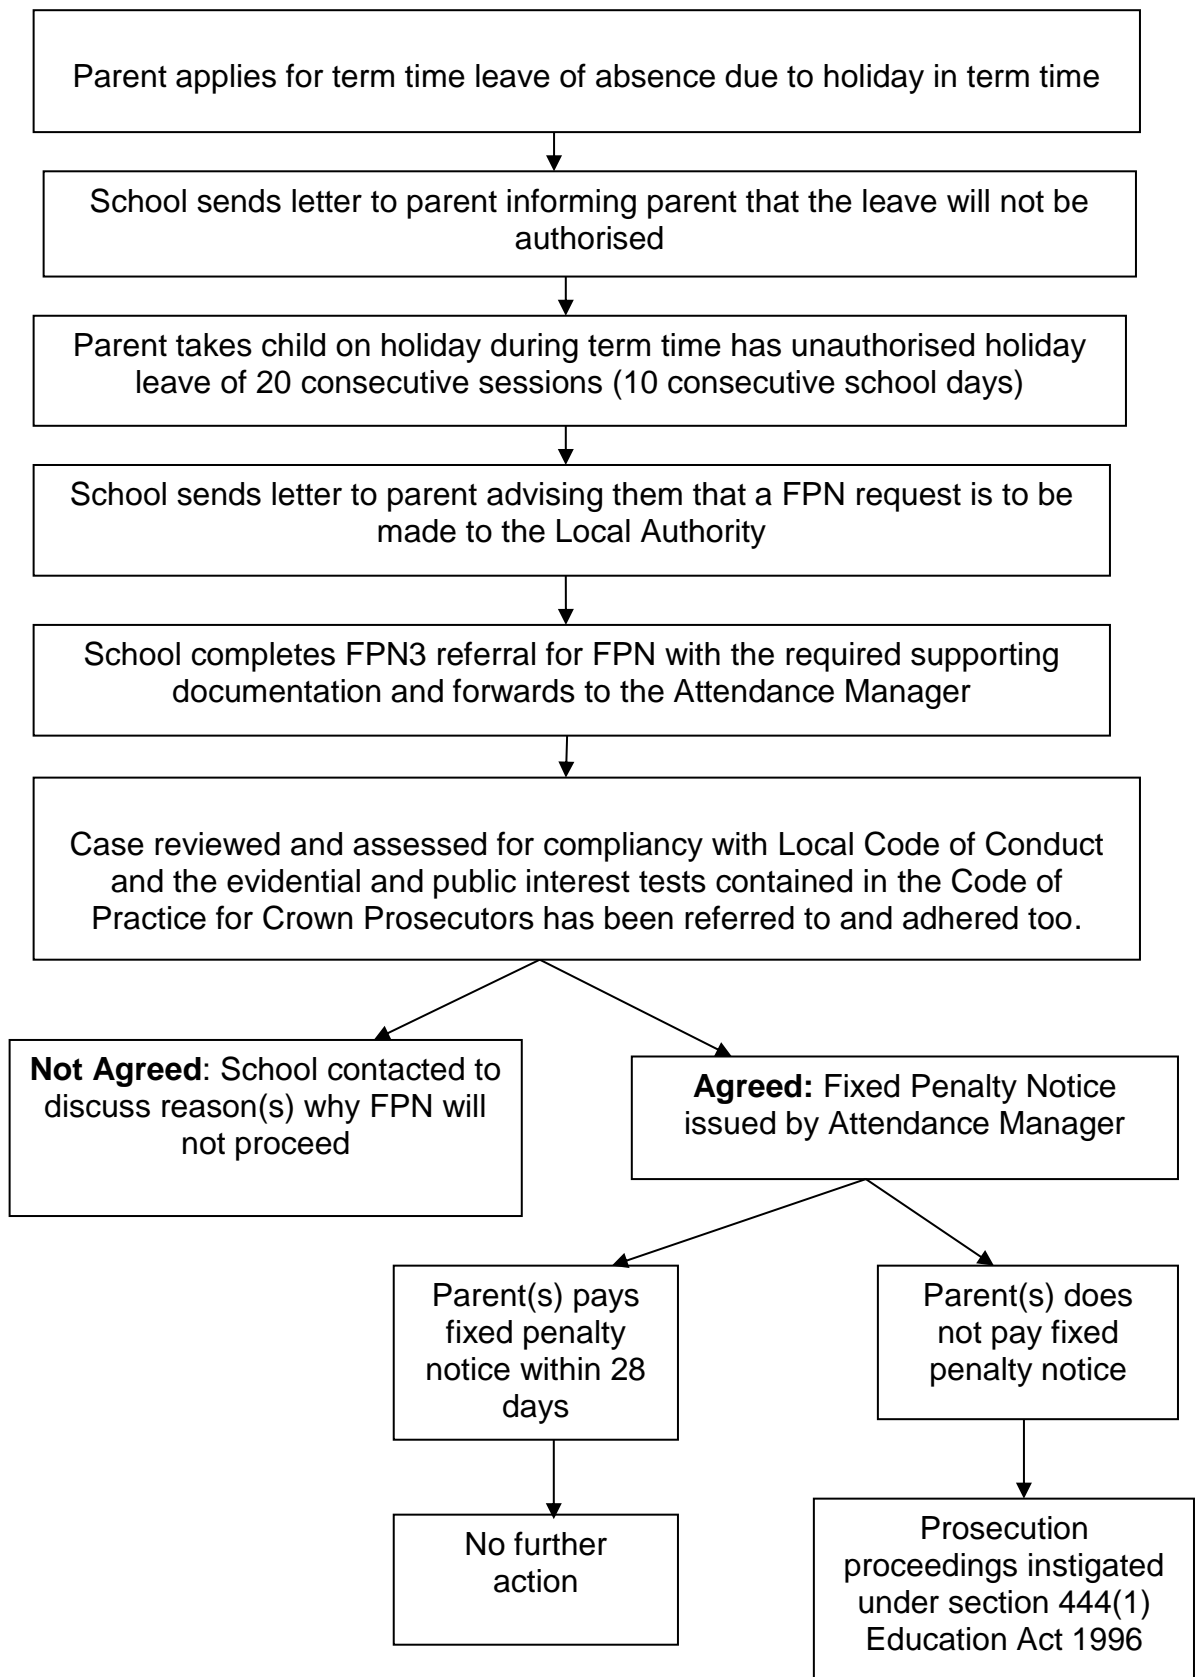 Parent applies for term time leave of absence due to holiday in term time
School sends letter to parent informing parent that the leave will not be
authorised
Parent takes child on holiday during term time has unauthorised holiday
leave of 20 consecutive sessions (10 consecutive school days)
School sends letter to parent advising them that a FPN request is to be
made to the Local Authority
School completes FPN3 referral for FPN with the required supporting
documentation and forwards to the Attendance Manager
Case reviewed and assessed for compliancy with Local Code of Conduct
and the evidential and public interest tests contained in the Code of
Practice for Crown Prosecutors has been referred to and adhered too.
Not Agreed: School contacted to
discuss reason(s) why FPN will
not proceed
Agreed: Fixed Penalty Notice
issued by Attendance Manager
Parent(s) pays
fixed penalty
notice within 28
days
Parent(s) does
not pay fixed
penalty notice
No further
action
Prosecution
proceedings instigated
under section 444(1)
Education Act 1996